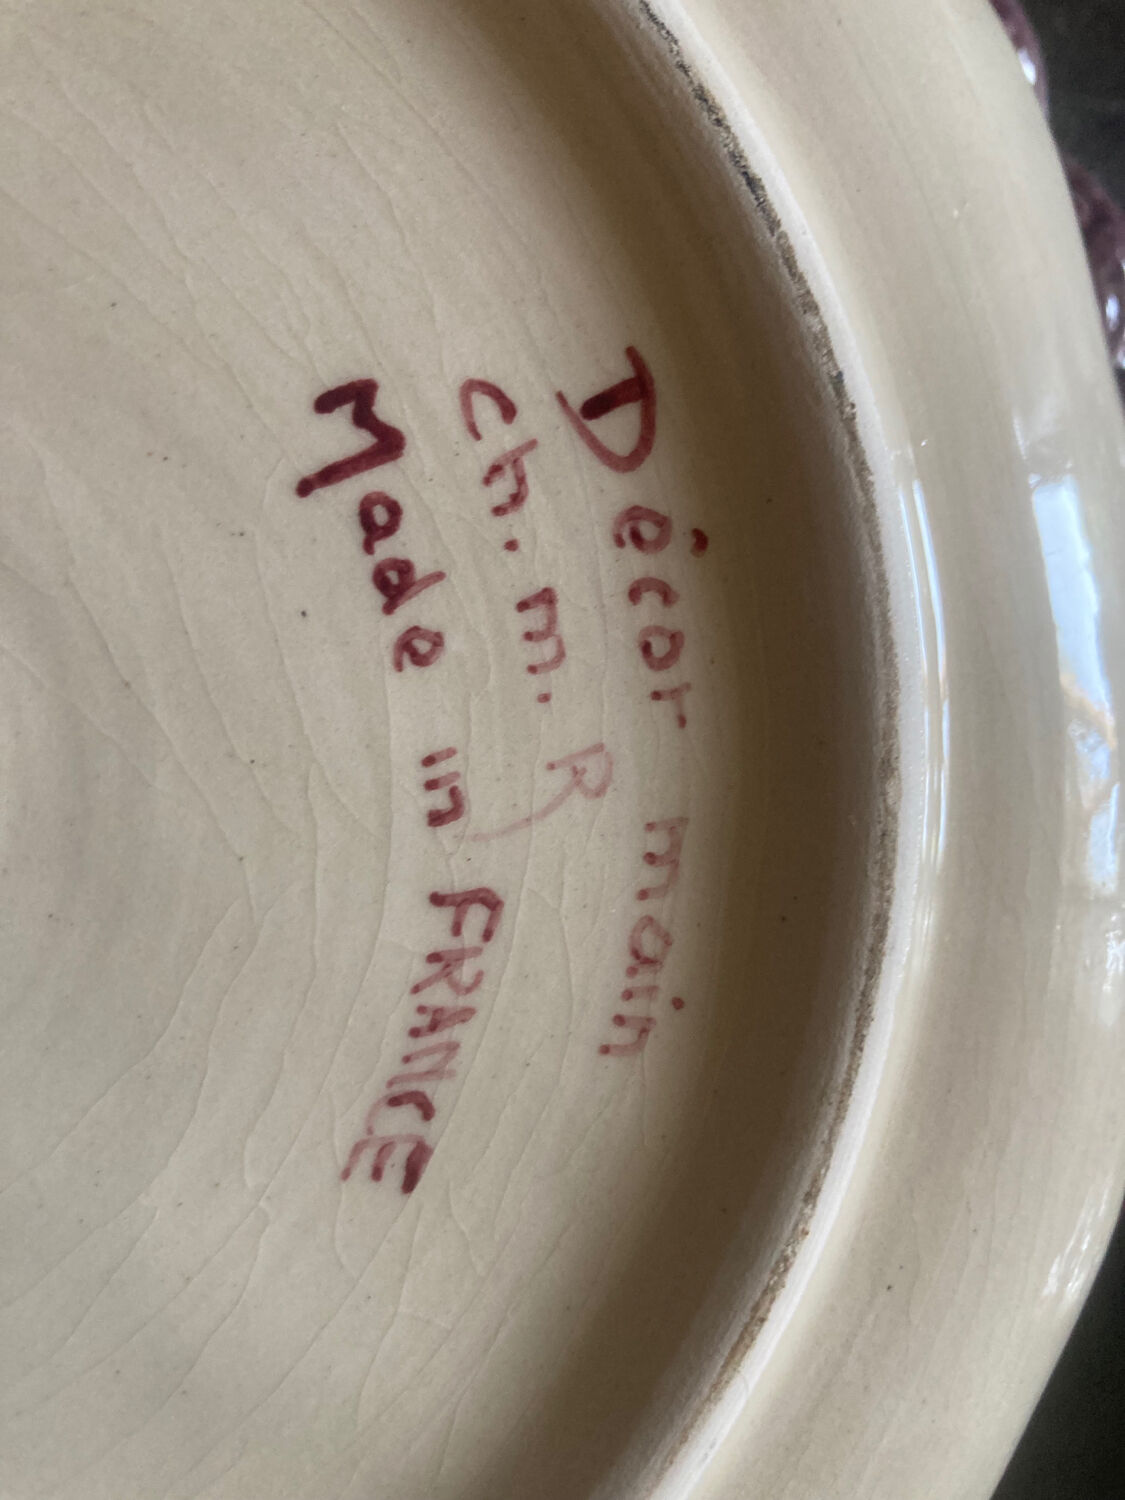 Décor main
Ch. m. R
Made in FRANCE